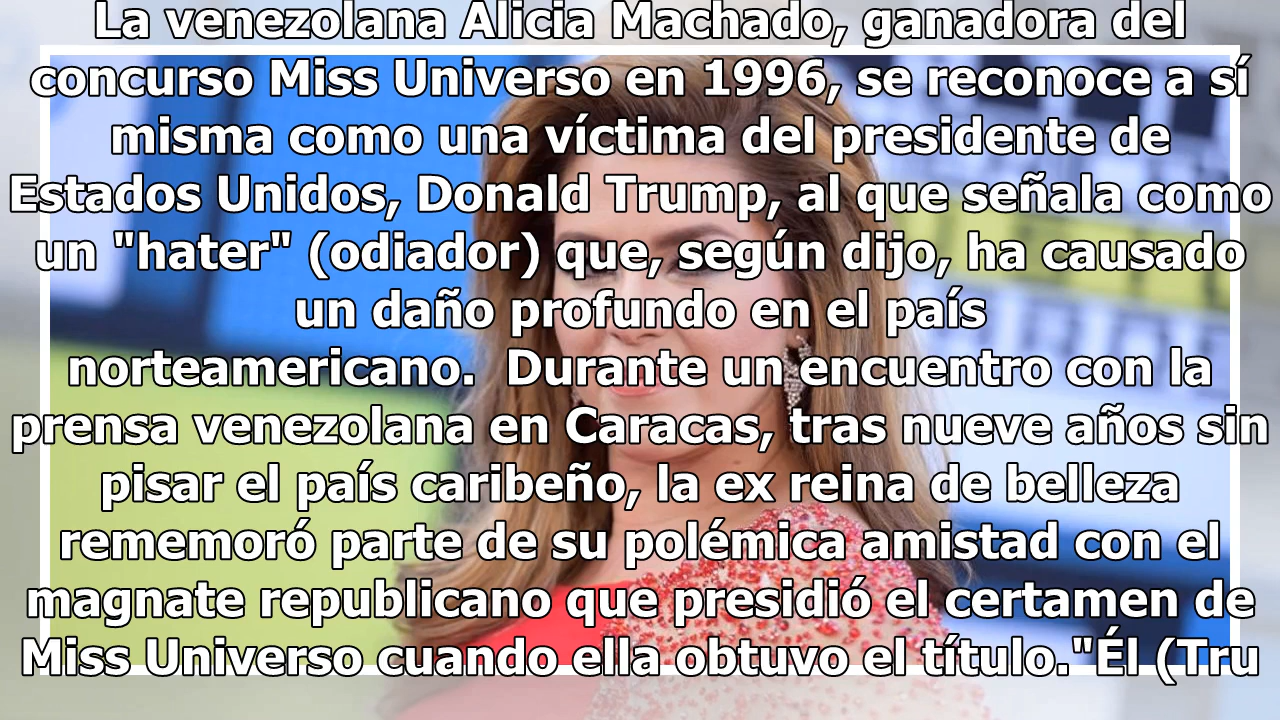 La venezolana Alicia Machado, ganadora del
concurso Miss Universo en 1996, se reconoce a sí
misma como una víctima del presidente de
Estados Unidos, Donald Trump, al que señala como
un "hater" (odiador) que, según dijo, ha causado
un daño profundo en el país
norteamericano.  Durante un encuentro con la
prensa venezolana en Caracas, tras nueve años sin
pisar el país caribeño, la ex reina de belleza
rememoró parte de su polémica amistad con el
magnate republicano que presidió el certamen de
Miss Universo cuando ella obtuvo el título."Él (Tru